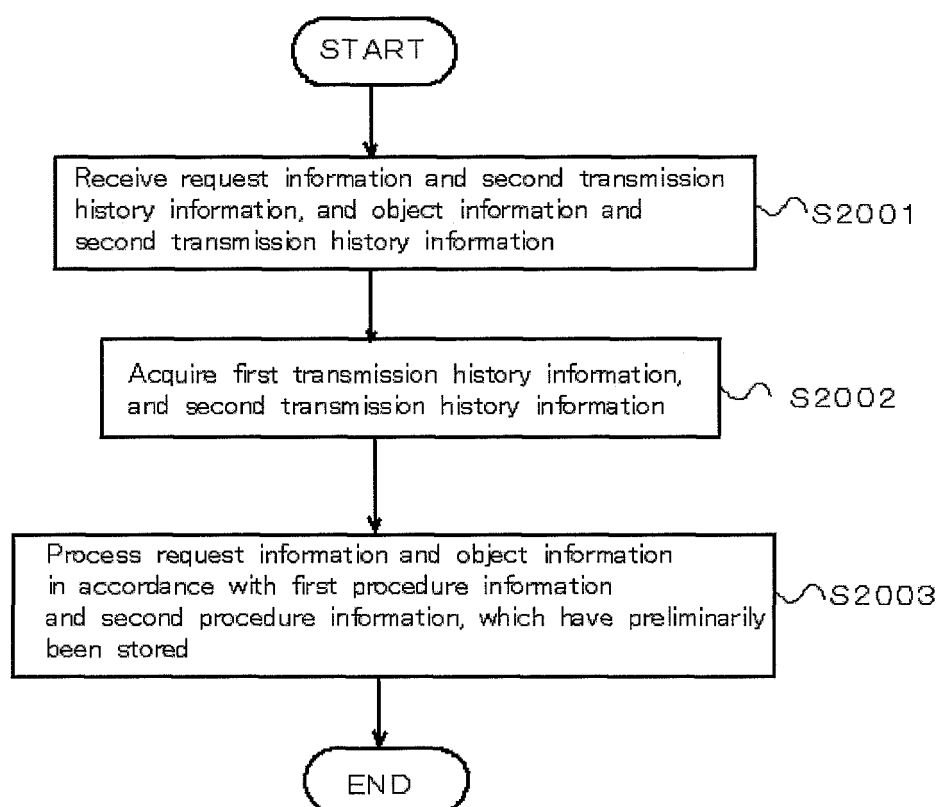 START
Receive request information and second transmission
history information, and object information and
second transmission history information
S2001
Acquire first transmission history information,
and second transmission history information
S2002
Process request information and object information
in accordance with first procedure information
and second procedure information, which have preliminarily
been stored
S2003
END